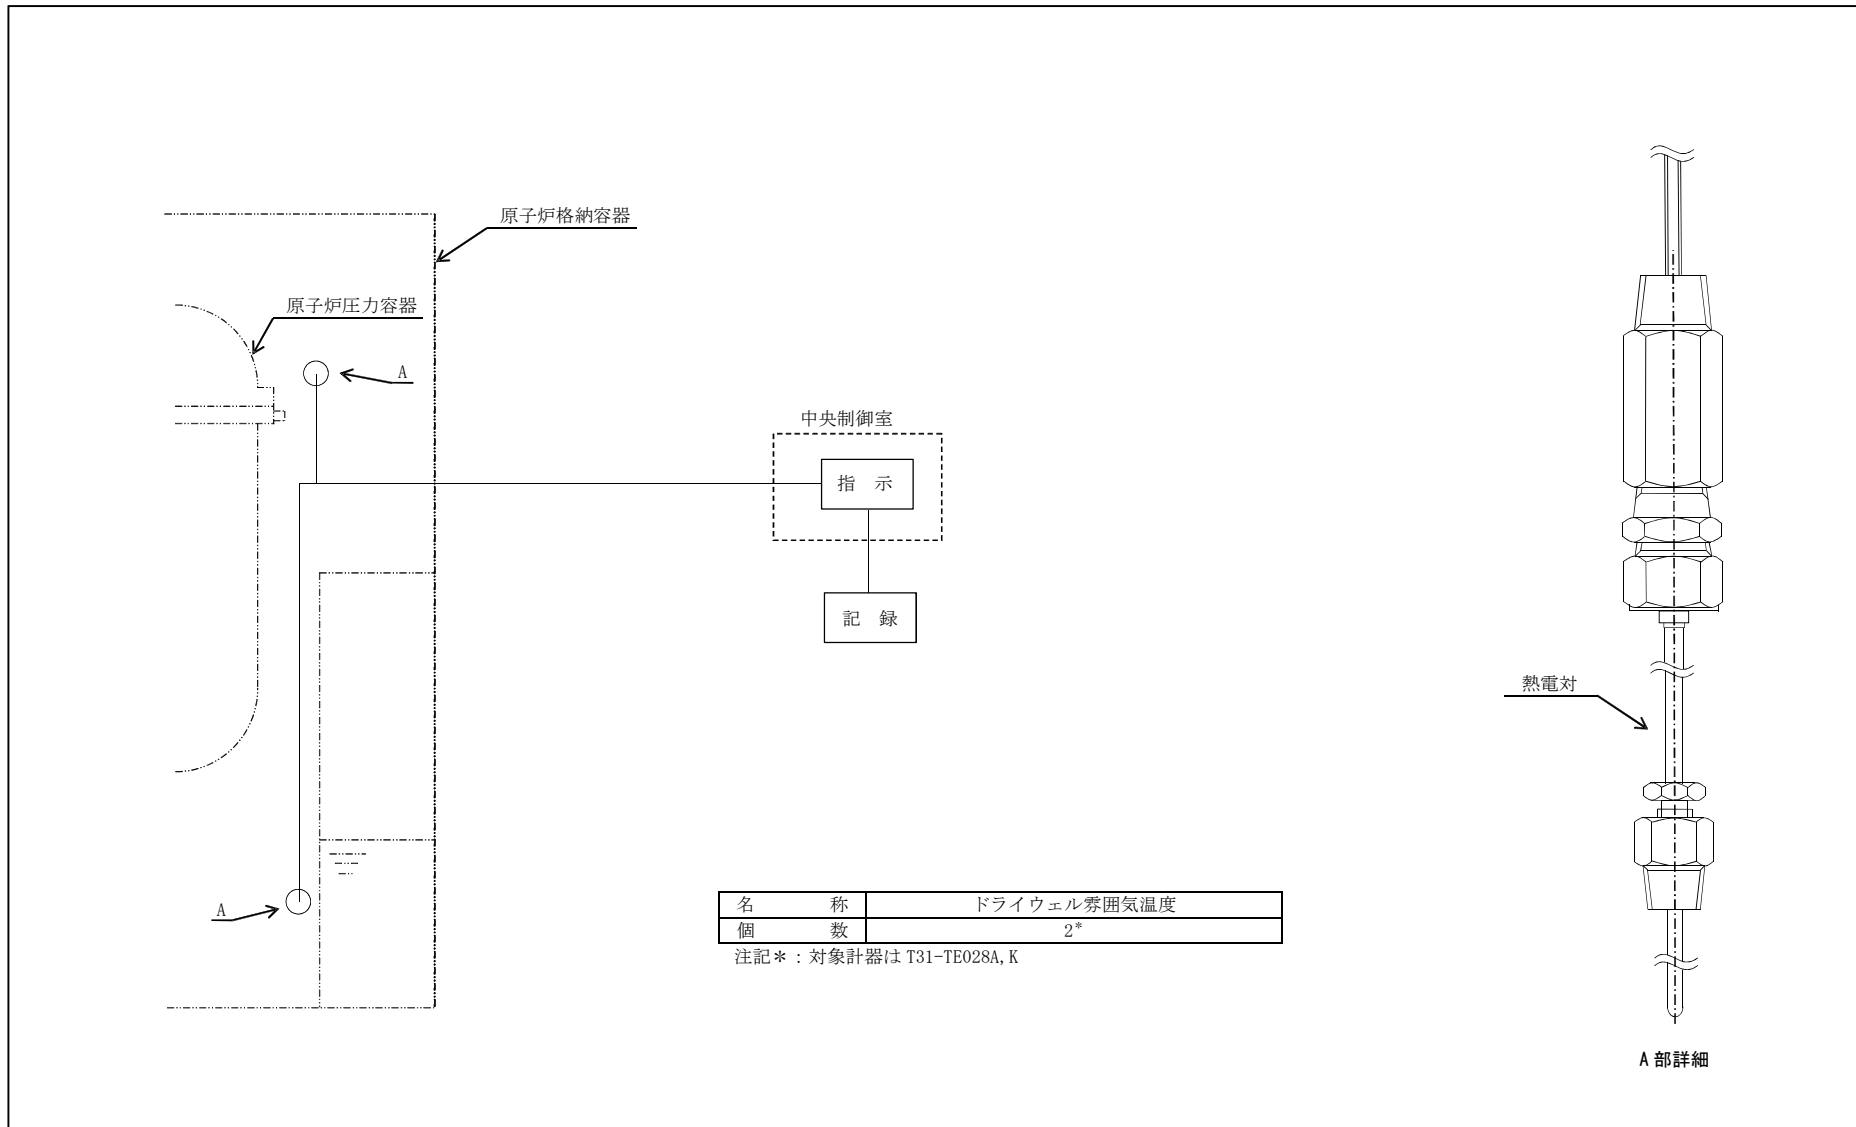 原子炉格納容器
原子炉圧力容器
A
中央制御室
指 示
記 録
熱電対
A
名 称 ドライウェル雰囲気温度
個 数 2*
注記＊：対象計器は T31-TE028A,K
A 部詳細